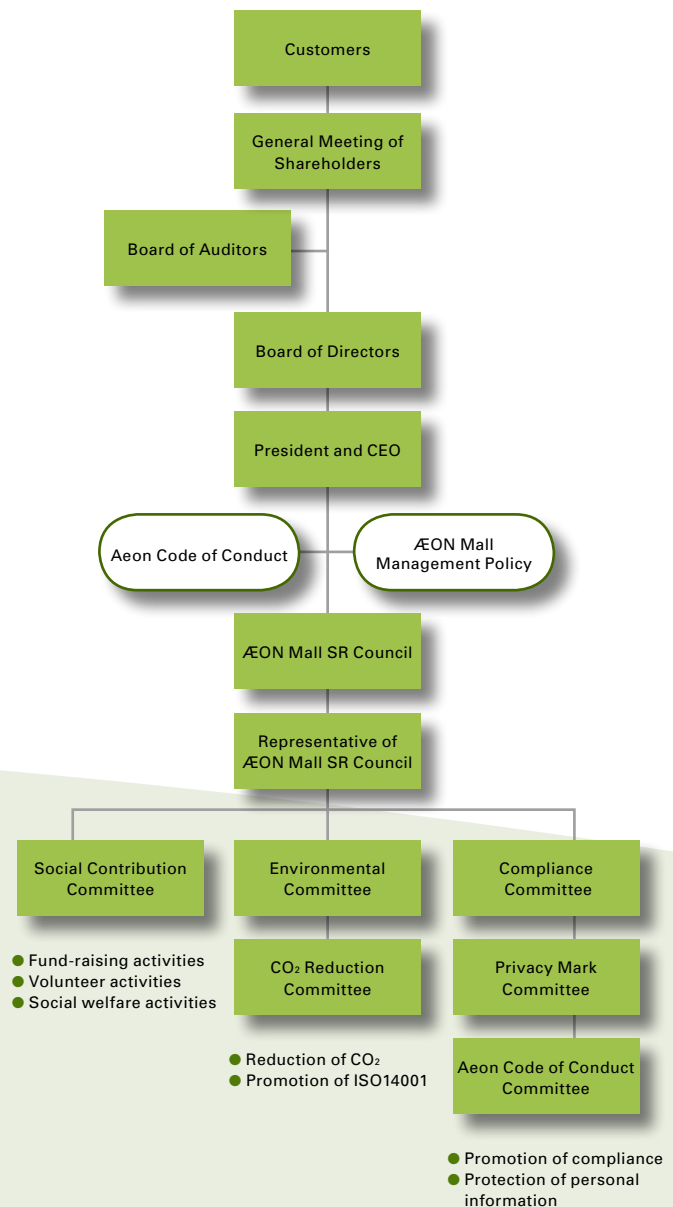 Customers
General Meeting of
Shareholders
Board of Auditors
Board of Directors
President and CEO
Aeon Code of Conduct
ÆON Mall
Management Policy
ÆON Mall SR Council
Representative of
ÆON Mall SR Council
Social Contribution
Committee
● Fund-raising activities
● Volunteer activities
● Social welfare activities
Environmental
Committee
CO₂ Reduction
Committee
● Reduction of CO₂
● Promotion of ISO14001
Compliance
Committee
Privacy Mark
Committee
Aeon Code of Conduct
Committee
● Promotion of compliance
● Protection of personal
information